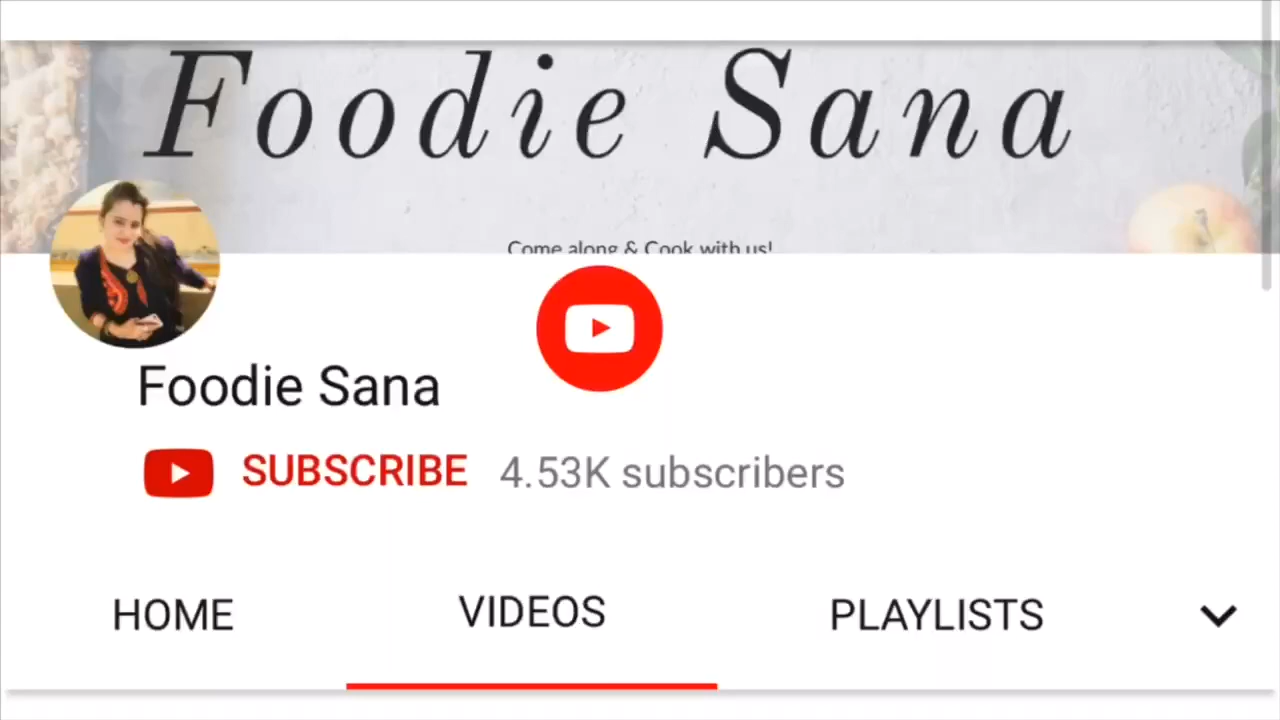 Foodie Sana
Come along & Cook with us!
Foodie Sana
SUBSCRIBE 4.53K subscribers
HOME VIDEOS PLAYLISTS